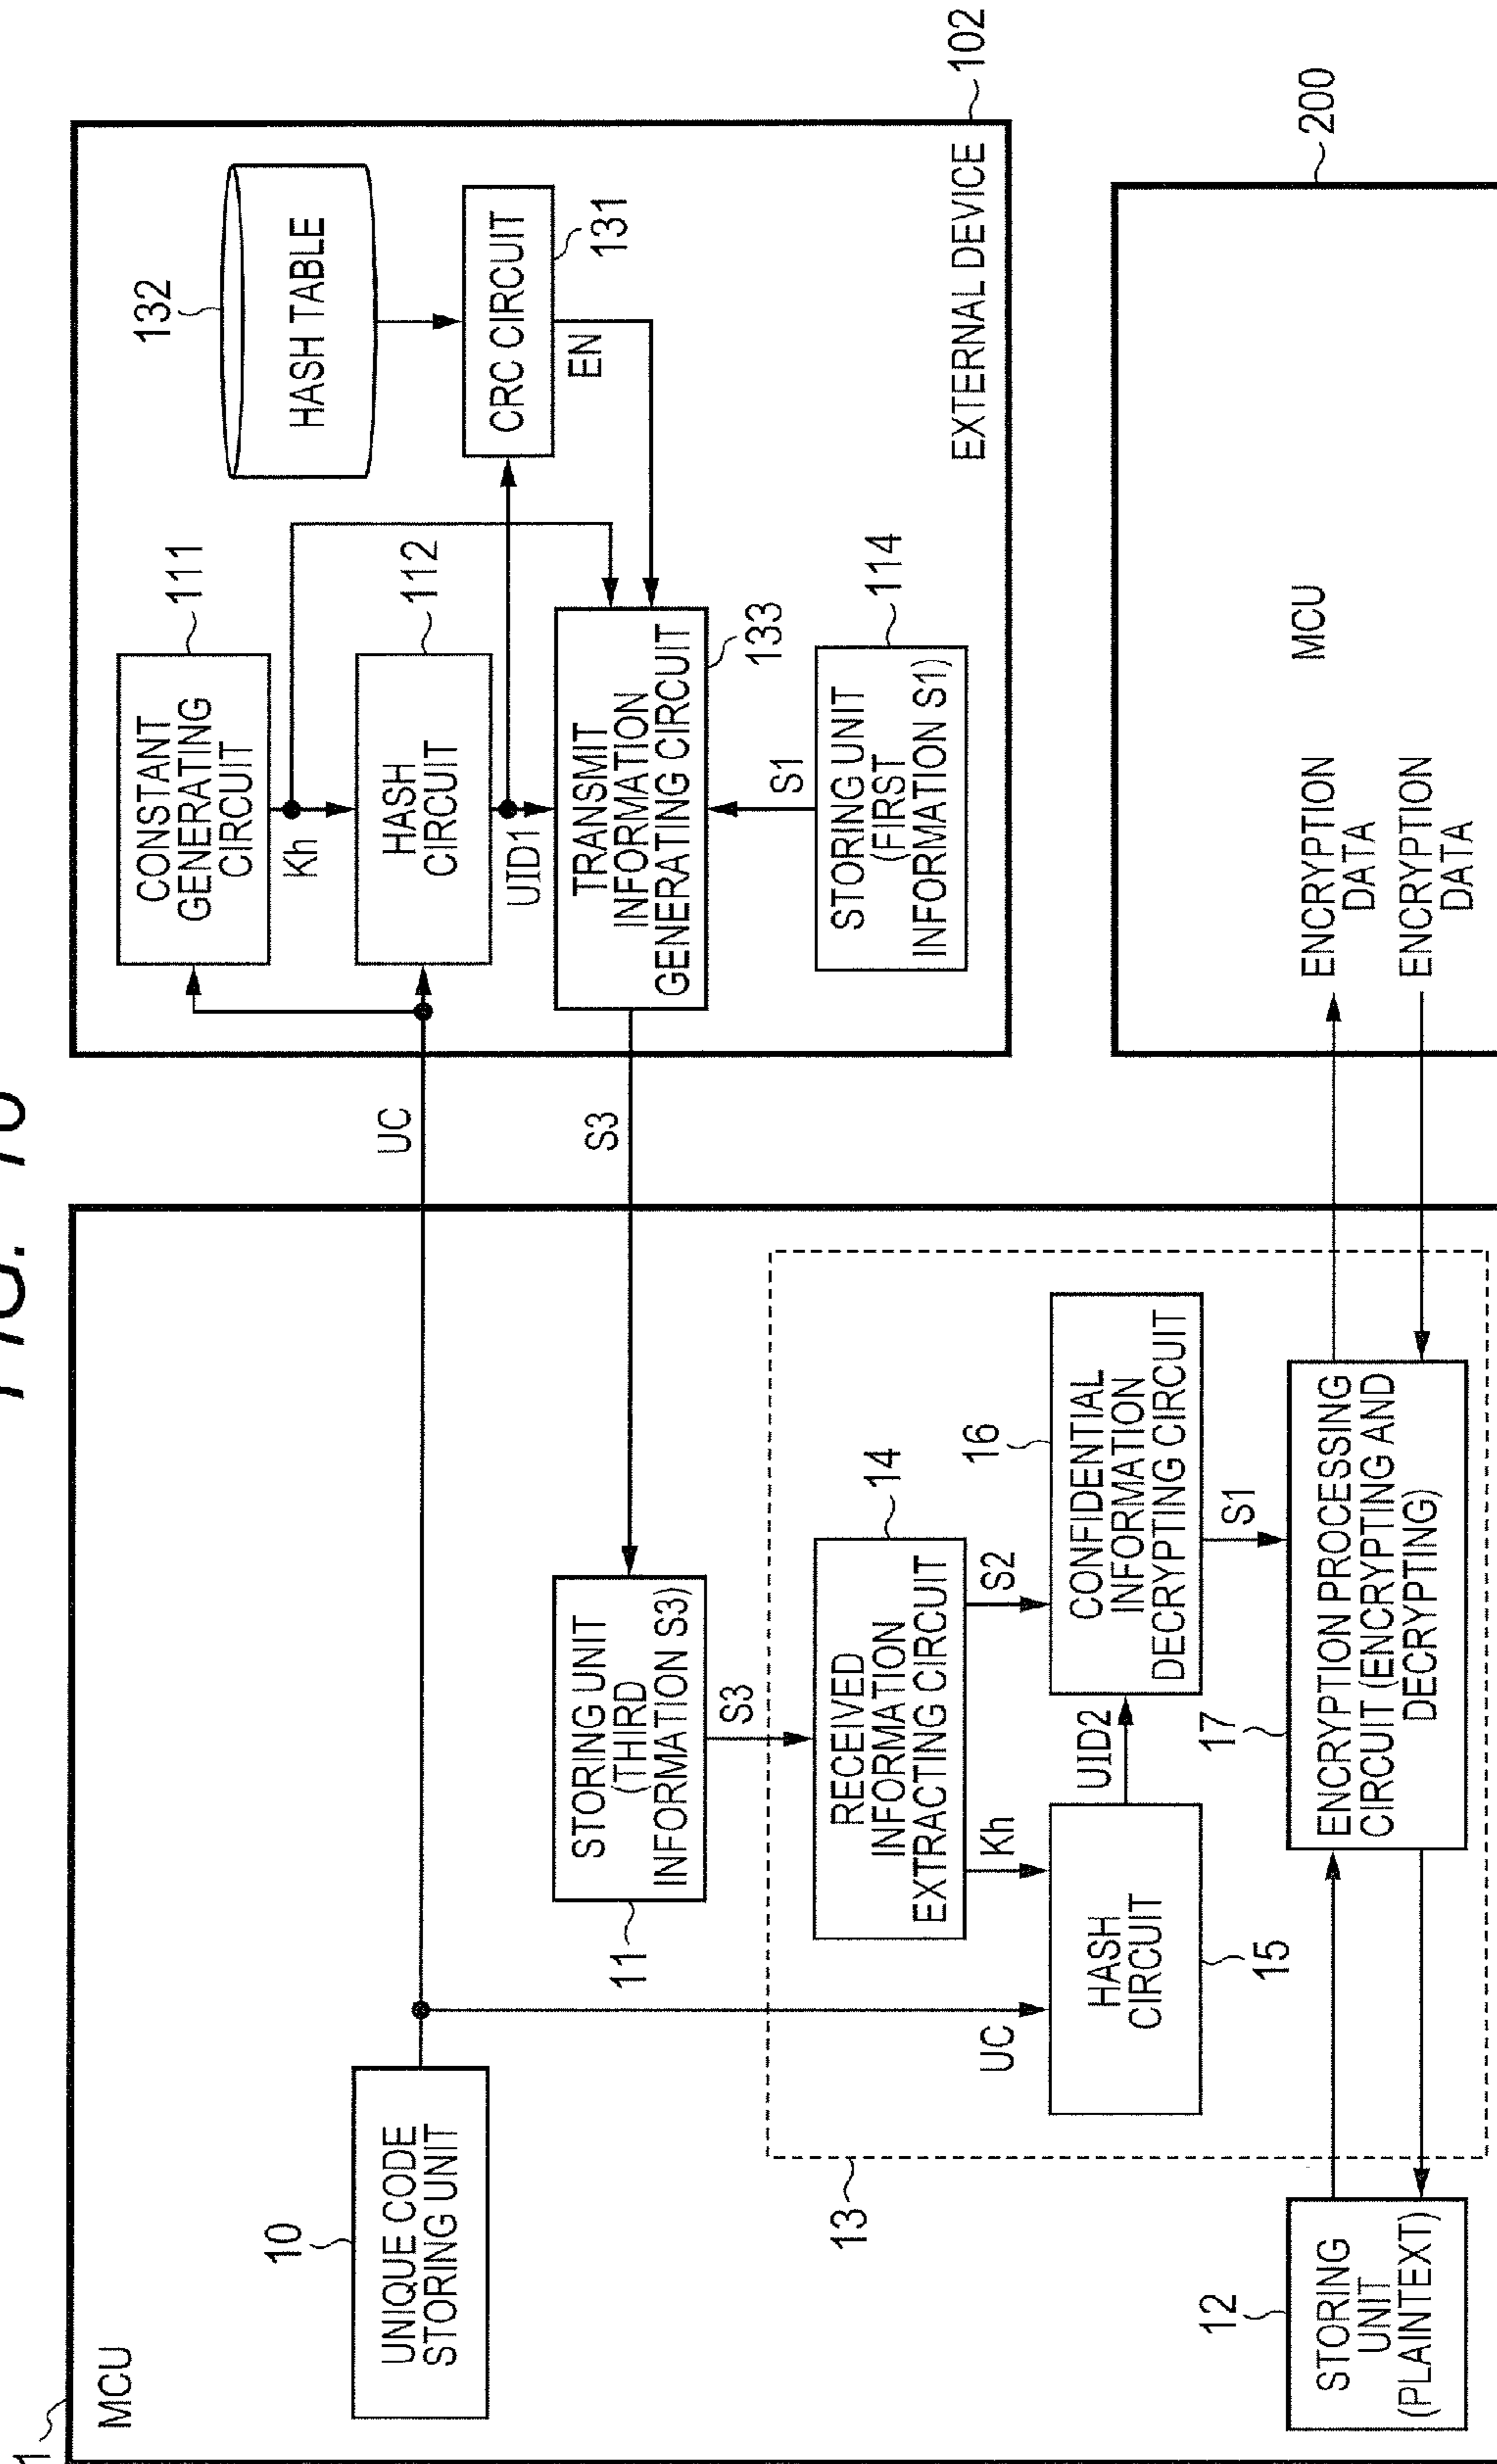 FIG. 10
1
MCU
10
UNIQUE CODE
STORING UNIT
UC
S3
11
STORING UNIT
(THIRD
INFORMATION S3)
S3
13
14
RECEIVED
INFORMATION
EXTRACTING CIRCUIT
Kh
S2
UC
HASH
CIRCUIT
15
UID2
16
CONFIDENTIAL
INFORMATION
DECRYPTING CIRCUIT
S1
17
ENCRYPTION PROCESSING
CIRCUIT (ENCRYPTING AND
DECRYPTING)
12
STORING
UNIT
(PLAINTEXT)
102
EXTERNAL DEVICE
111
CONSTANT
GENERATING
CIRCUIT
Kh
112
HASH
CIRCUIT
UID1
132
HASH TABLE
CRC CIRCUIT
131
EN
TRANSMIT
INFORMATION
GENERATING CIRCUIT
133
S1
114
STORING UNIT
(FIRST
INFORMATION S1)
200
MCU
ENCRYPTION
DATA
ENCRYPTION
DATA